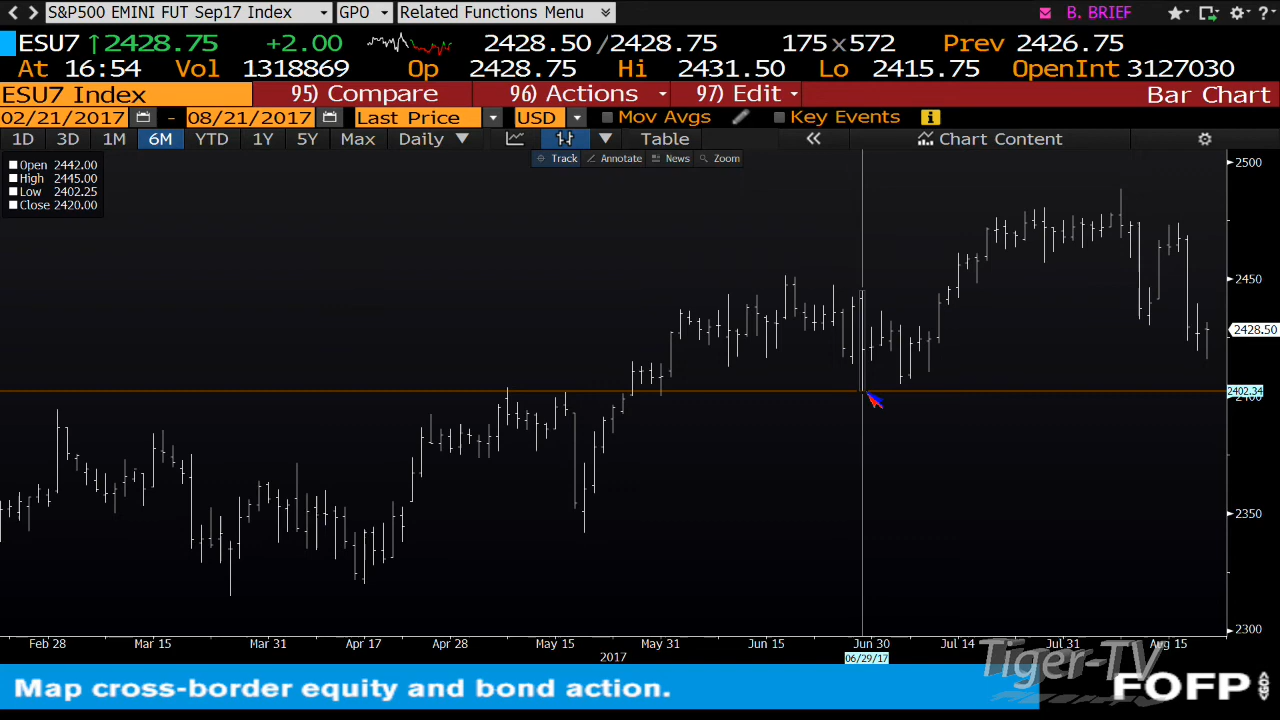 S&P500 EMINI FUT Sep17 Index GPO Related Functions Menu B. BRIEF ?
ESU7 ↑2428.75 +2.00 2428.50/2428.75 175x572 Prev 2426.75
At 16:54 Vol 1318869 Op 2428.75 Hi 2431.50 Lo 2415.75 OpenInt 3127030
ESU7 Index 95) Compare 96) Actions 97) Edit Bar Chart
02/21/2017 - 08/21/2017 Last Price USD Mov Avgs Key Events i
1D 3D 1M 6M YTD 1Y 5Y Max Daily Table « Chart Content
Track Annotate News Zoom
Open 2442.00
High 2445.00
Low 2402.25
Close 2420.00
2500
2450
2428.50
2402.34
2400
2350
2300
Feb 28 Mar 15 Mar 31 Apr 17 Apr 28 May 15 May 31 Jun 15 Jun 30 Jul 14 Jul 31 Aug 15
2017 06/29/17
Tiger-TV
Map cross-border equity and bond action. FOFP <GO>